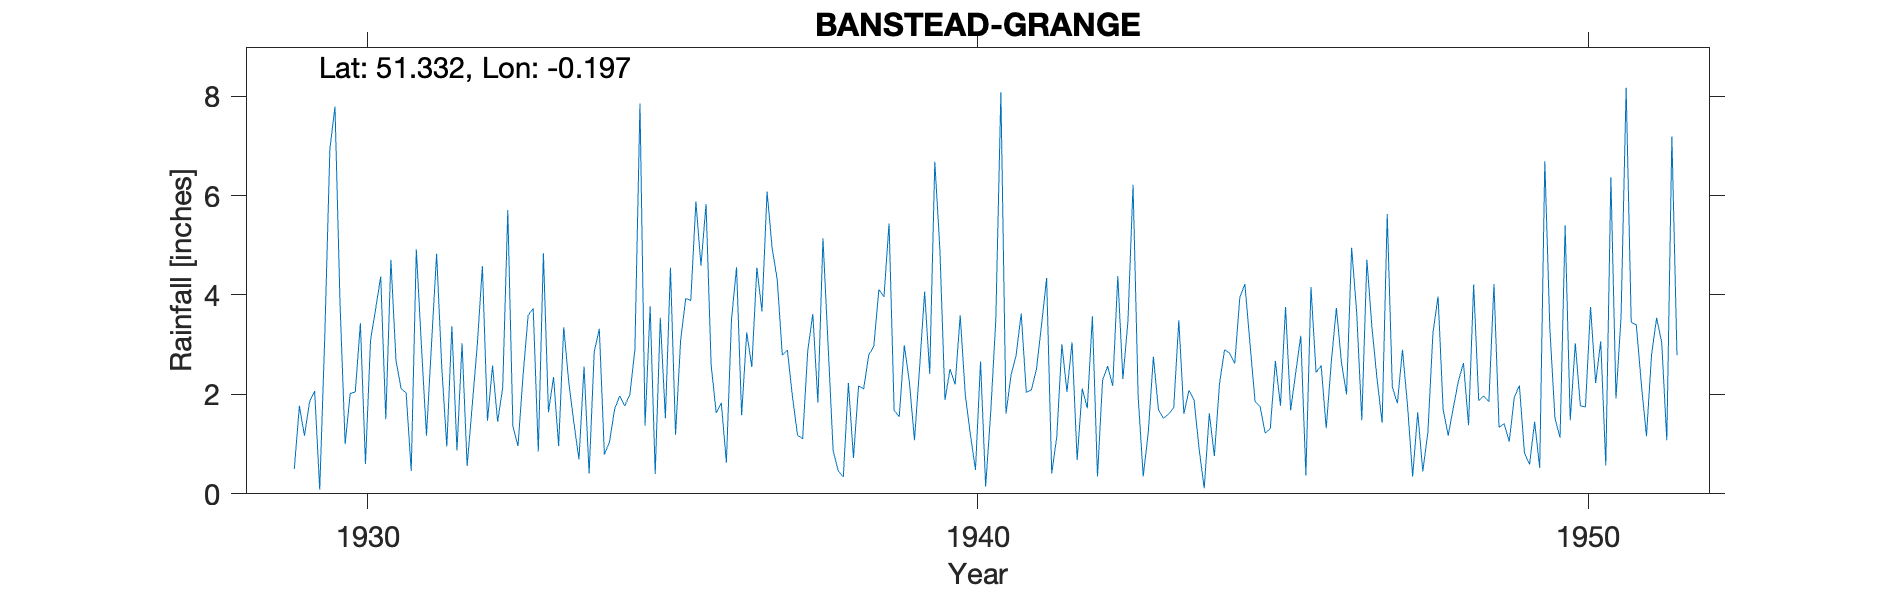 BANSTEAD-GRANGE
Lat: 51.332, Lon: -0.197
8
6
4
2
0
Rainfall [inches]
1930 1940 1950
Year